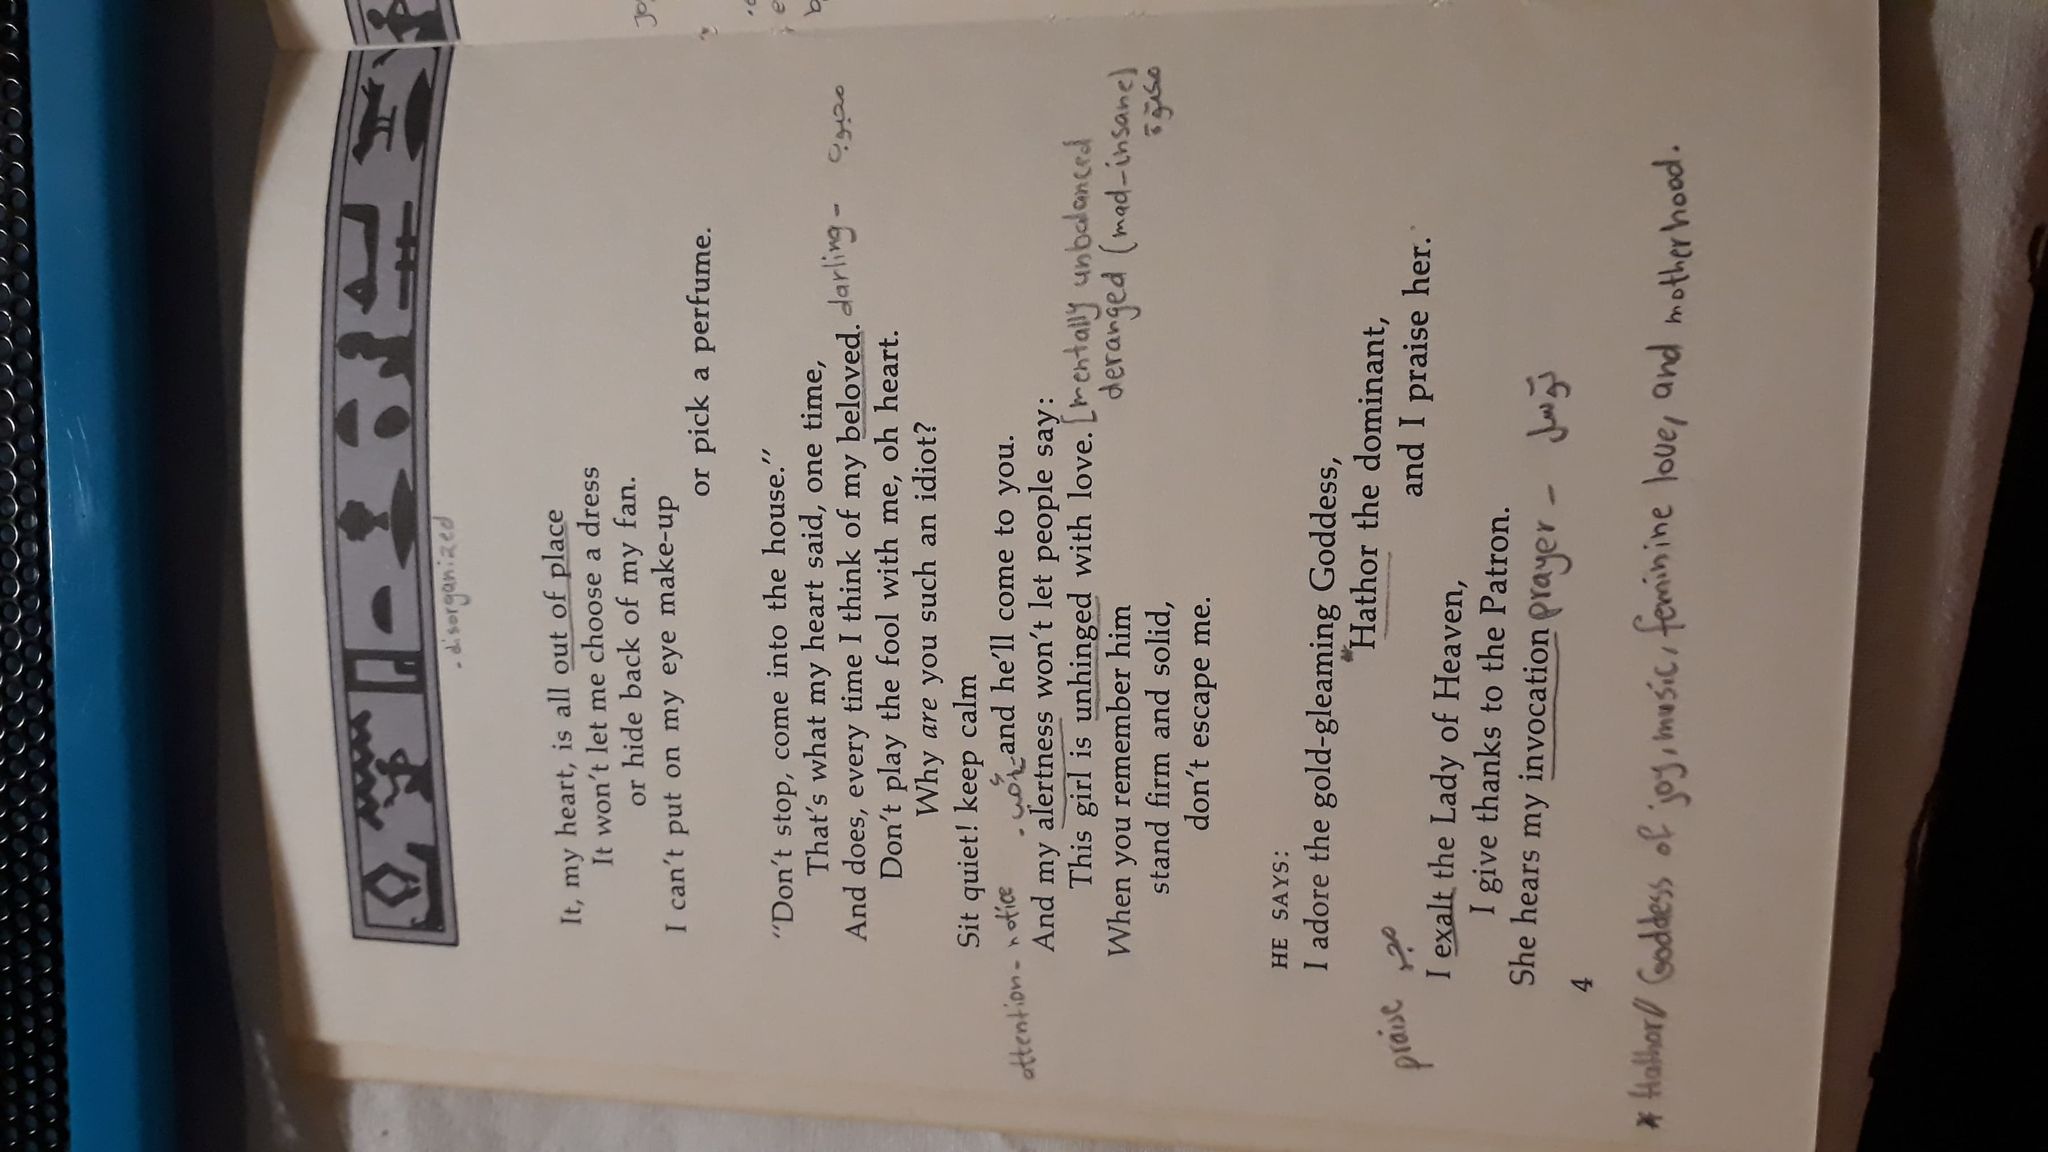 . disorganized
It, my heart, is all out of place
It won't let me choose a dress
or hide back of my fan.
I can't put on my eye make-up
or pick a perfume.
"Don't stop, come into the house."
That's what my heart said, one time,
And does, every time I think of my beloved. darling - محبوب
Don't play the fool with me, oh heart.
Why are you such an idiot?
Sit quiet! keep calm
attention - notice
and he'll come to you.
And my alertness won't let people say:
This girl is unhinged with love. [mentally unbalanced
deranged (mad-insane)
When you remember him
معتوة
stand firm and solid,
don't escape me.
HE SAYS:
I adore the gold-gleaming Goddess,
*Hathor the dominant,
praise
and I praise her.
I exalt the Lady of Heaven,
I give thanks to the Patron.
She hears my invocation prayer - توسل
4
* Hathor// Goddess of joy, music, feminine love, and motherhood.